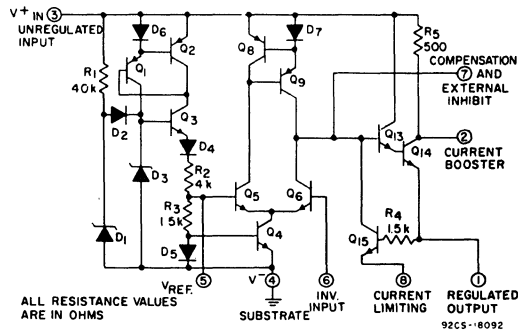 V+ IN ③
UNREGULATED
INPUT
D6
Q2
Q8
D7
R5
500
R1
40k
Q1
Q9
COMPENSATION
⑦ AND
EXTERNAL
INHIBIT
D2
Q3
Q13
②
CURRENT
BOOSTER
Q14
D4
D3
R2
4k
R3
1.5k
Q5
Q6
R4
1.5k
Q15
D1
D5
Q4
VREF. ⑤
V- ④
⑥
INV.
INPUT
⑧
CURRENT
LIMITING
①
REGULATED
OUTPUT
SUBSTRATE
ALL RESISTANCE VALUES
ARE IN OHMS
92CS-18092